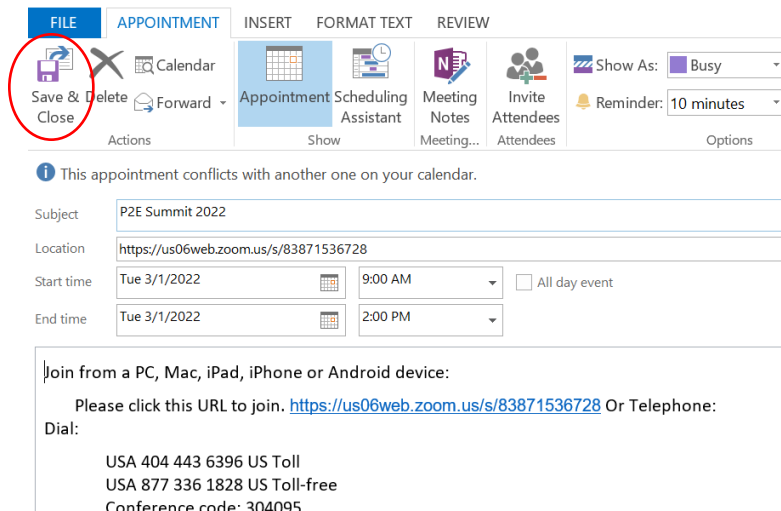 FILE APPOINTMENT INSERT FORMAT TEXT REVIEW
Save & Close
Delete
Calendar
Forward
Appointment
Scheduling Assistant
Meeting Notes
Invite Attendees
Show As: Busy
Reminder: 10 minutes
Actions Show Meeting... Attendees Options
This appointment conflicts with another one on your calendar.
Subject P2E Summit 2022
Location https://us06web.zoom.us/s/83871536728
Start time Tue 3/1/2022 9:00 AM All day event
End time Tue 3/1/2022 2:00 PM
Join from a PC, Mac, iPad, iPhone or Android device:
Please click this URL to join. https://us06web.zoom.us/s/83871536728 Or Telephone:
Dial:
USA 404 443 6396 US Toll
USA 877 336 1828 US Toll-free
Conference code: 304095